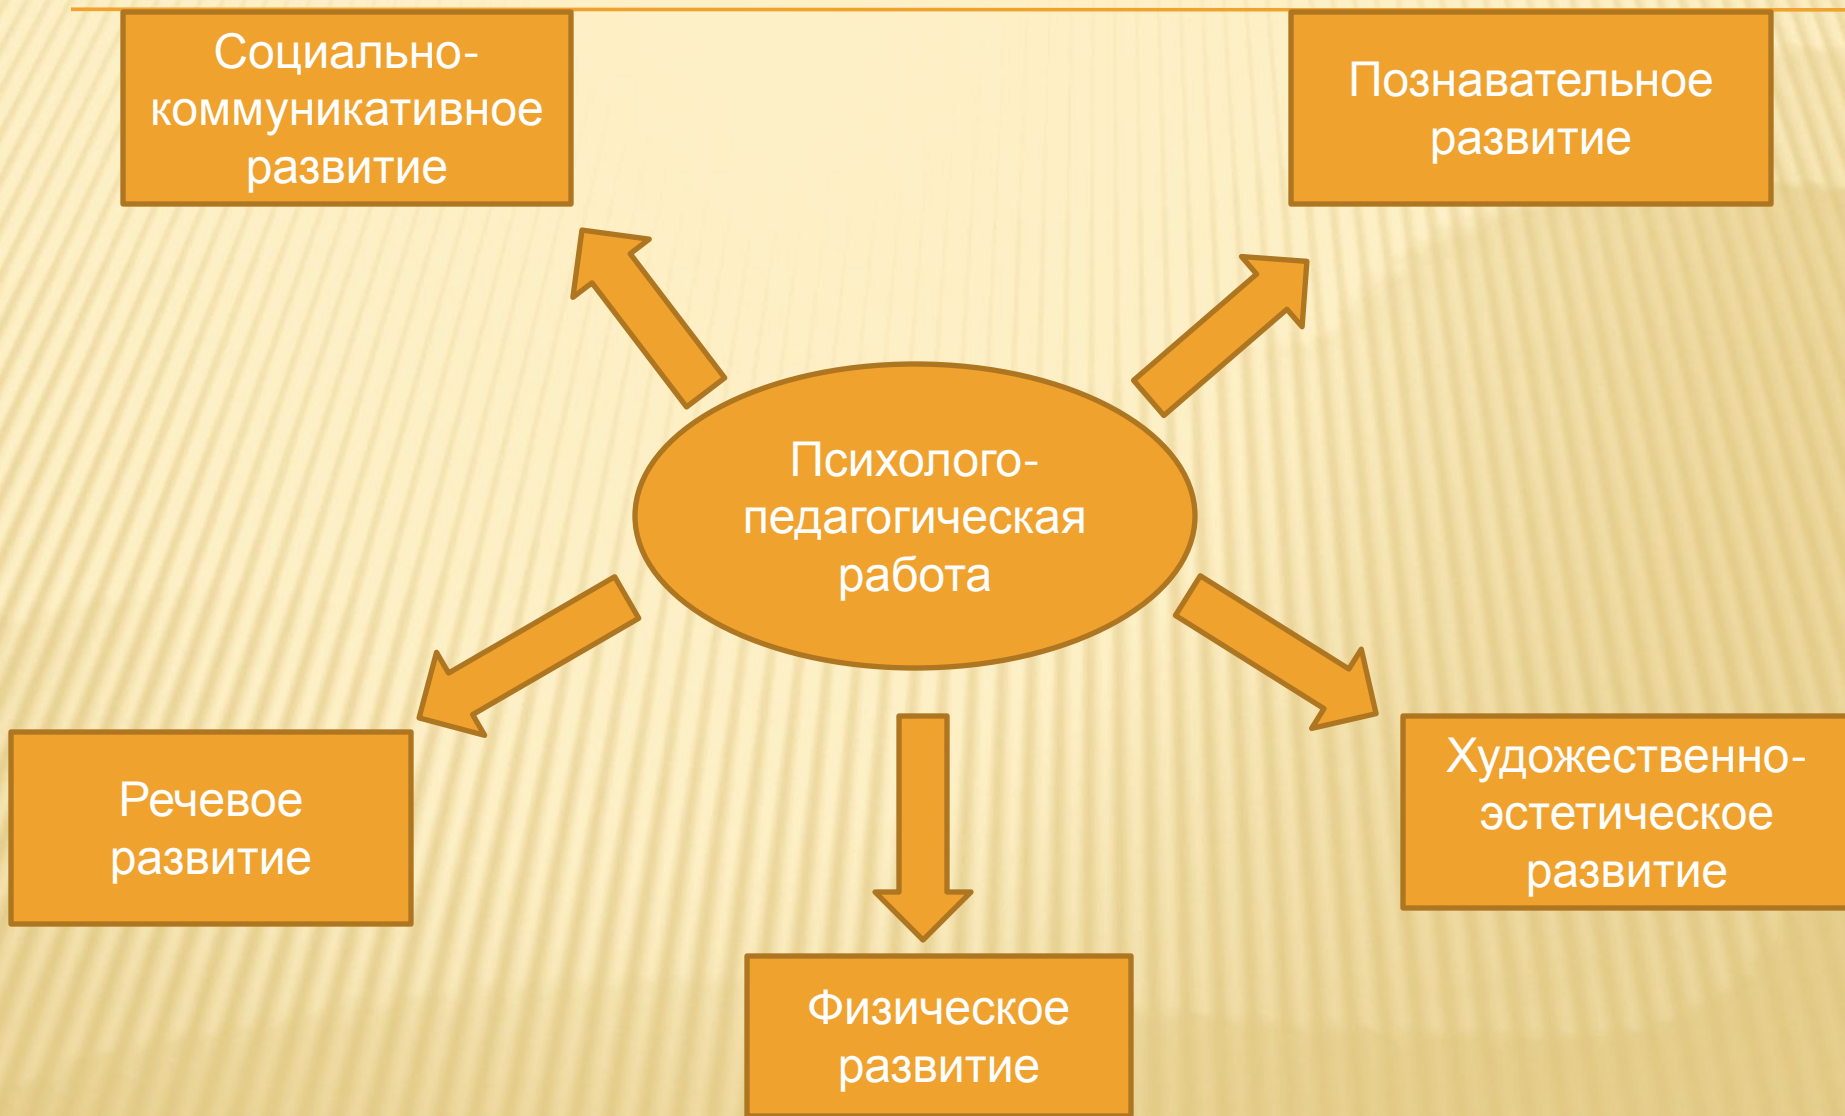 Социально-
коммуникативное
развитие
Познавательное
развитие
Психолого-
педагогическая
работа
Речевое
развитие
Художественно-
эстетическое
развитие
Физическое
развитие